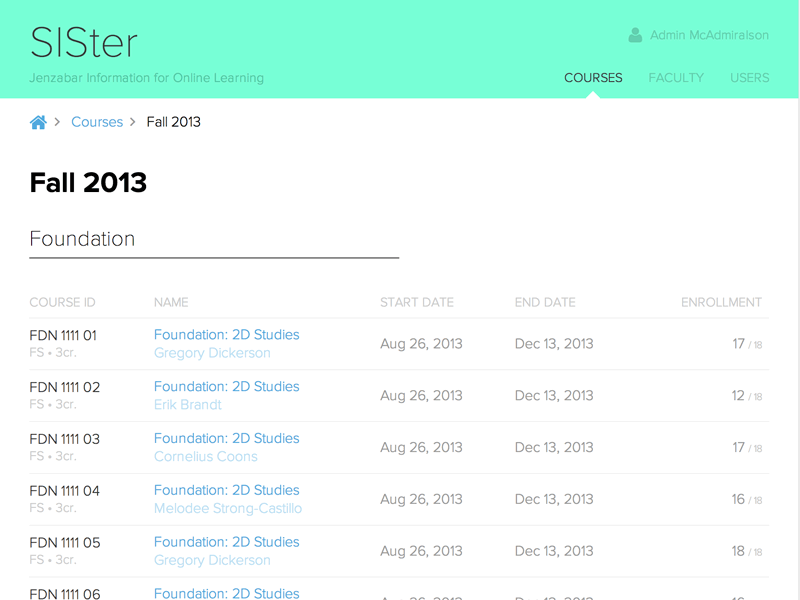 SISter
Admin McAdmiralson
Jenzabar Information for Online Learning
COURSES FACULTY USERS
Courses Fall 2013
Fall 2013
Foundation
COURSE ID NAME START DATE END DATE ENROLLMENT
FDN 1111 01 Foundation: 2D Studies Aug 26, 2013 Dec 13, 2013 17 / 18
FS • 3cr. Gregory Dickerson
FDN 1111 02 Foundation: 2D Studies Aug 26, 2013 Dec 13, 2013 12 / 18
FS • 3cr. Erik Brandt
FDN 1111 03 Foundation: 2D Studies Aug 26, 2013 Dec 13, 2013 17 / 18
FS • 3cr. Cornelius Coons
FDN 1111 04 Foundation: 2D Studies Aug 26, 2013 Dec 13, 2013 16 / 18
FS • 3cr. Melodee Strong-Castillo
FDN 1111 05 Foundation: 2D Studies Aug 26, 2013 Dec 13, 2013 18 / 18
FS • 3cr. Gregory Dickerson
FDN 1111 06 Foundation: 2D Studies